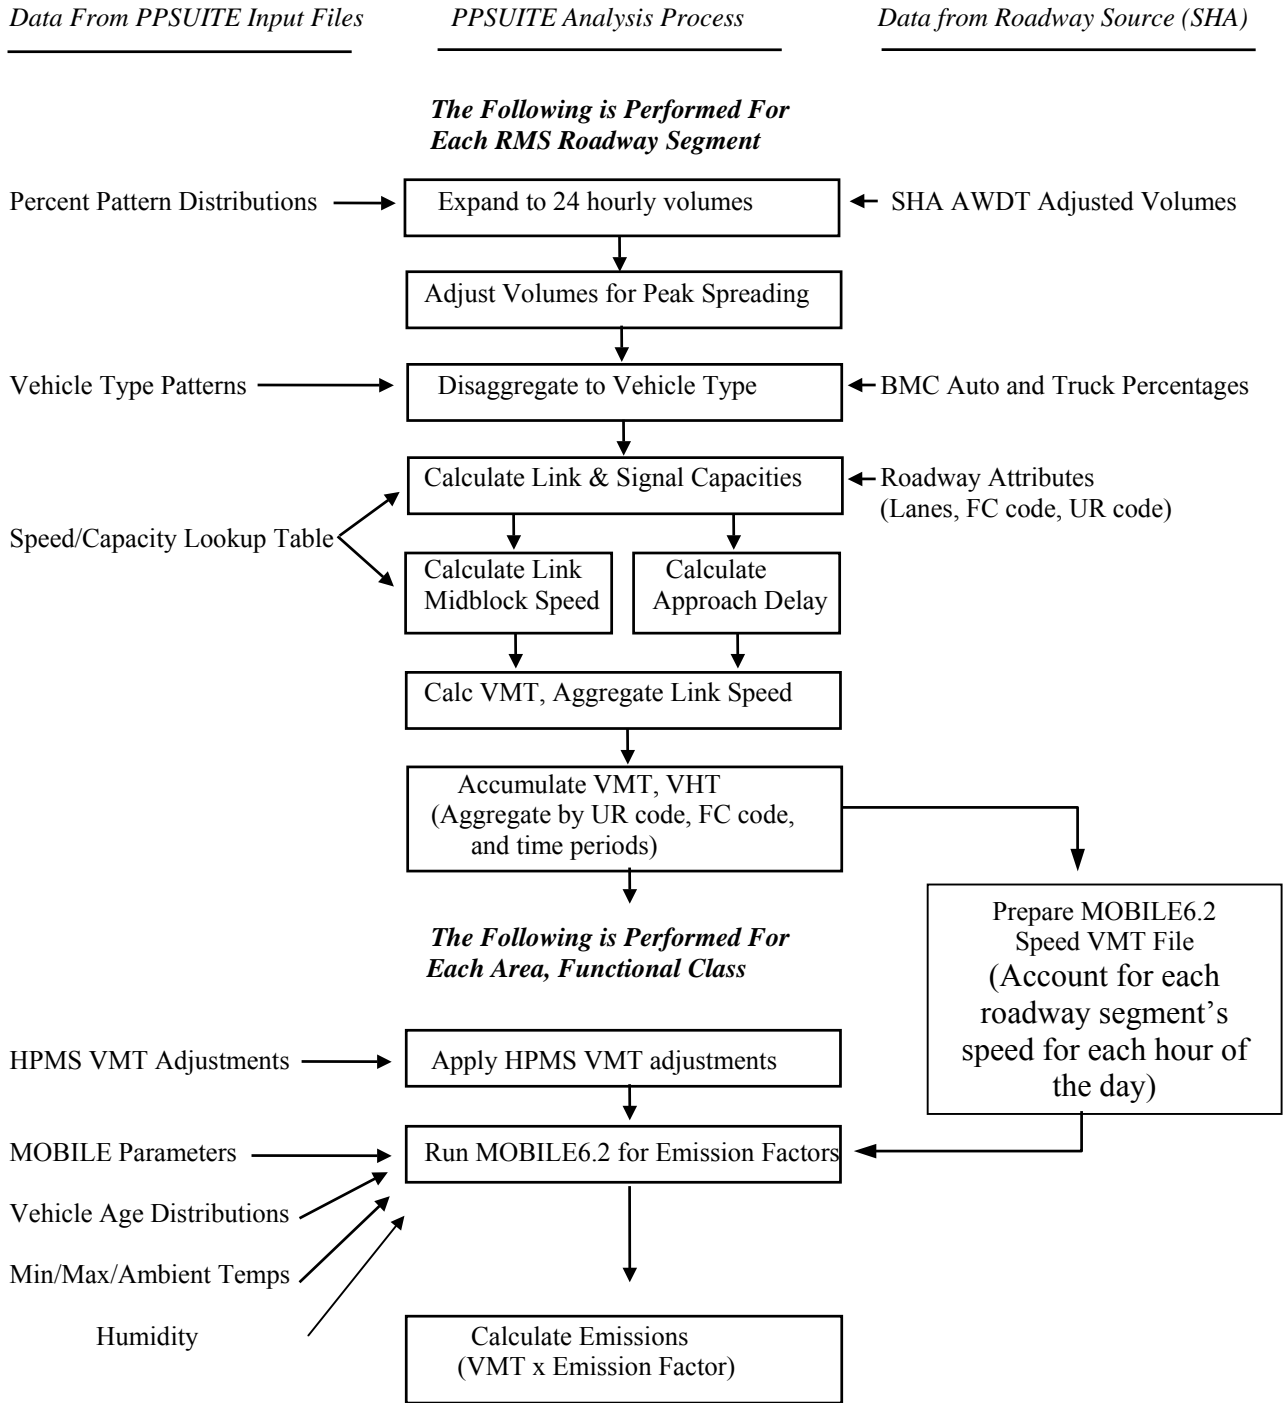 Data From PPSUITE Input Files
PPSUITE Analysis Process
Data from Roadway Source (SHA)
The Following is Performed For
Each RMS Roadway Segment
Percent Pattern Distributions
Expand to 24 hourly volumes
SHA AWDT Adjusted Volumes
Adjust Volumes for Peak Spreading
Vehicle Type Patterns
Disaggregate to Vehicle Type
BMC Auto and Truck Percentages
Calculate Link & Signal Capacities
Roadway Attributes
(Lanes, FC code, UR code)
Speed/Capacity Lookup Table
Calculate Link
Midblock Speed
Calculate
Approach Delay
Calc VMT, Aggregate Link Speed
Accumulate VMT, VHT
(Aggregate by UR code, FC code,
and time periods)
Prepare MOBILE6.2
Speed VMT File
(Account for each
roadway segment’s
speed for each hour of
the day)
The Following is Performed For
Each Area, Functional Class
HPMS VMT Adjustments
Apply HPMS VMT adjustments
MOBILE Parameters
Run MOBILE6.2 for Emission Factors
Vehicle Age Distributions
Min/Max/Ambient Temps
Humidity
Calculate Emissions
(VMT x Emission Factor)